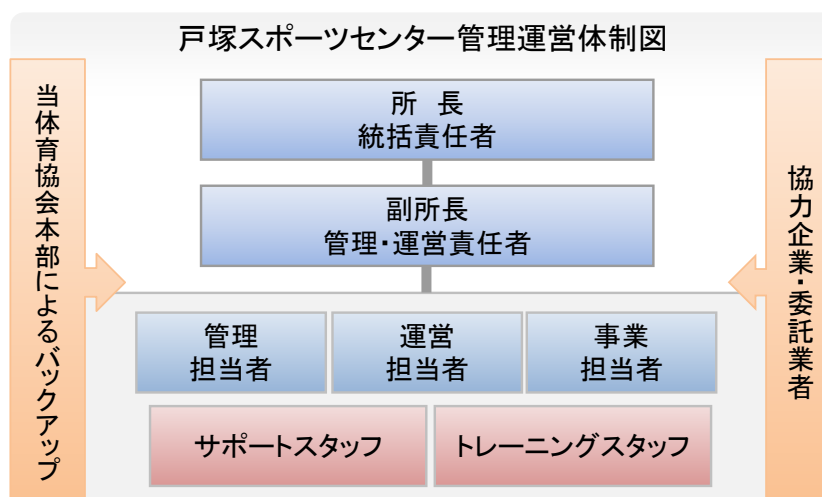 戸塚スポーツセンター管理運営体制図
当体育協会本部によるバックアップ
所 長
統括責任者
副所長
管理・運営責任者
管理
担当者
運営
担当者
事業
担当者
サポートスタッフ
トレーニングスタッフ
協力企業・委託業者